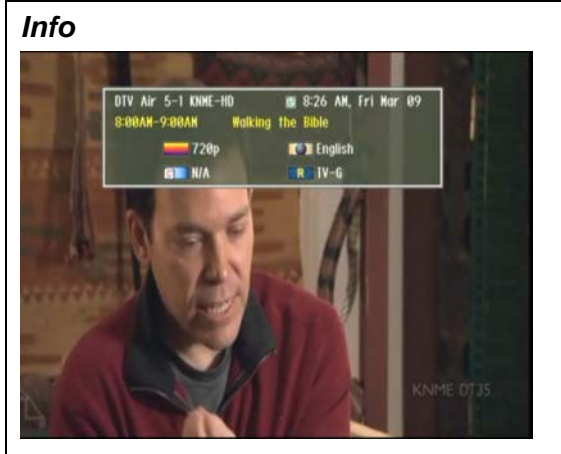 Info
DTV Air 5-1 KNME-HD 8:26 AM, Fri Mar 09
8:00AM-9:00AM Walking the Bible
720p English
N/A R TV-G
KNME DT35